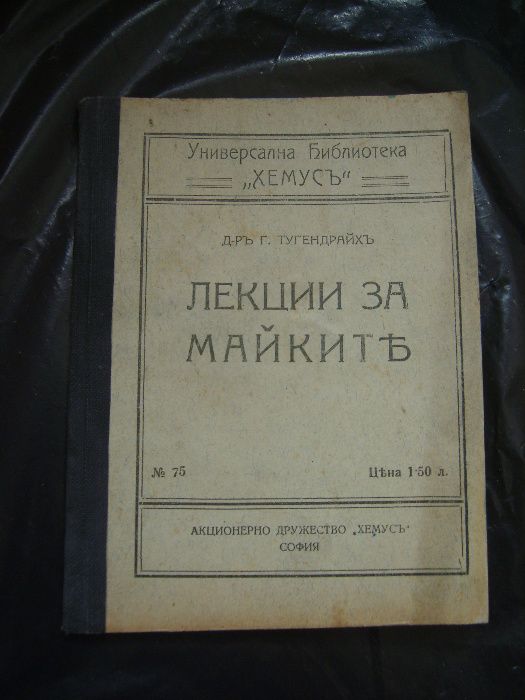 Универсална Библиотека
„ХЕМУСЪ“
Д-РЪ Г. ТУГЕНДРАЙХЪ
ЛЕКЦИИ ЗА
МАЙКИТѢ
№ 75 Цѣна 1·50 л.
АКЦИОНЕРНО ДРУЖЕСТВО „ХЕМУСЪ“
СОФИЯ